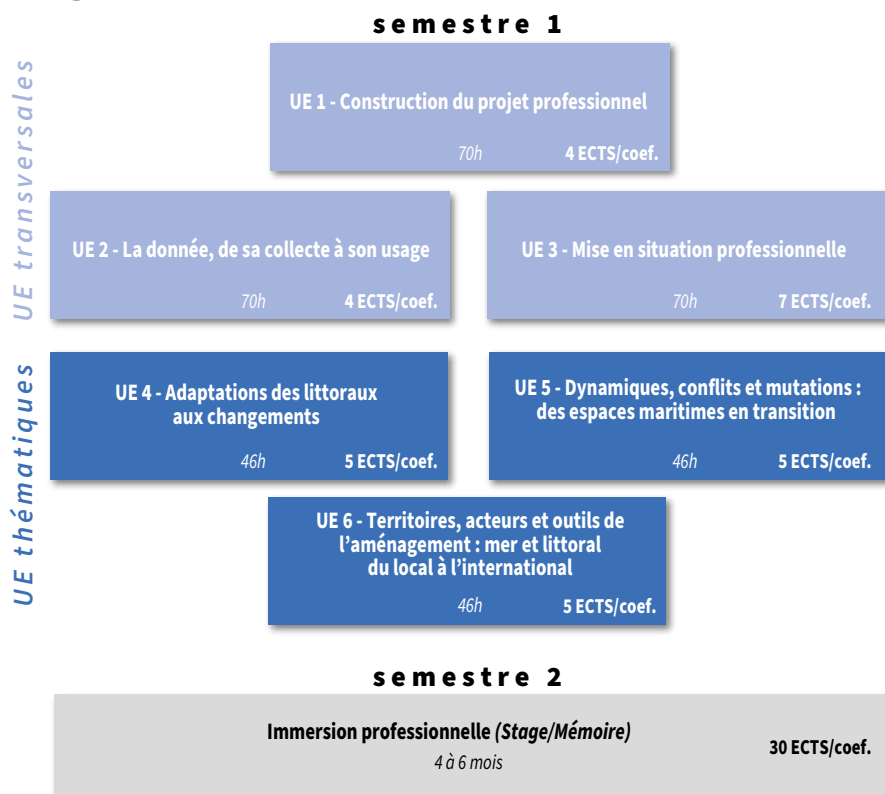 semestre 1
UE transversales
UE 1 - Construction du projet professionnel
70h 4 ECTS/coef.
UE 2 - La donnée, de sa collecte à son usage
70h 4 ECTS/coef.
UE 3 - Mise en situation professionnelle
70h 7 ECTS/coef.
UE thématiques
UE 4 - Adaptations des littoraux
aux changements
46h 5 ECTS/coef.
UE 5 - Dynamiques, conflits et mutations :
des espaces maritimes en transition
46h 5 ECTS/coef.
UE 6 - Territoires, acteurs et outils de
l’aménagement : mer et littoral
du local à l’international
46h 5 ECTS/coef.
semestre 2
Immersion professionnelle (Stage/Mémoire)
4 à 6 mois
30 ECTS/coef.